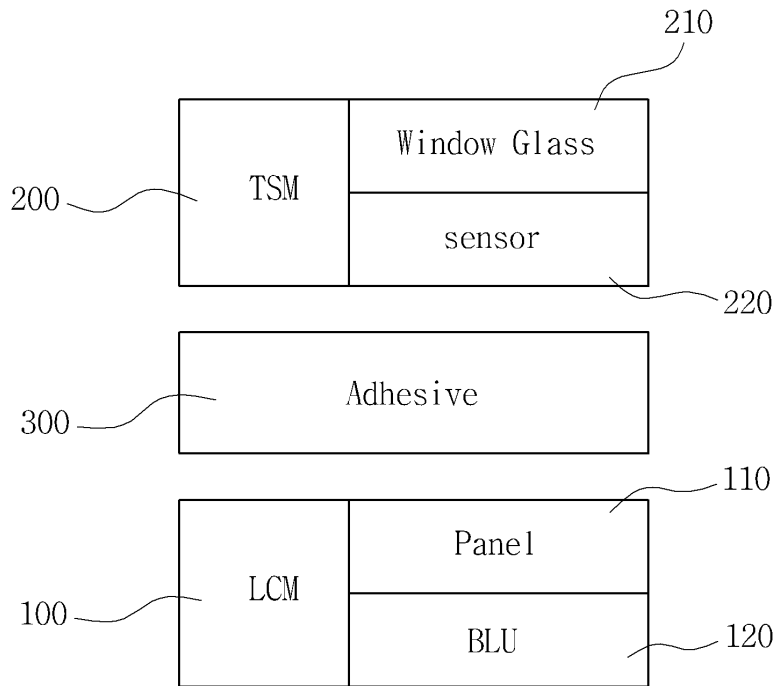 210
Window Glass
TSM
200
sensor
220
Adhesive
300
110
Panel
LCM
100
BLU
120